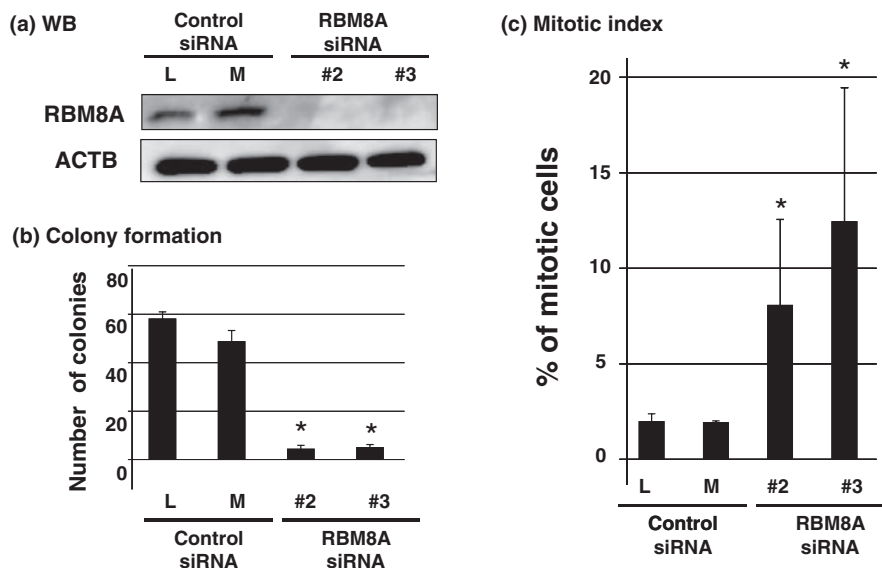 (a) WB
Control
siRNA
RBM8A
siRNA
L M #2 #3
RBM8A
ACTB
(b) Colony formation
Number of colonies
80
60
40
20
0
* *
L M #2 #3
Control
siRNA
RBM8A
siRNA
(c) Mitotic index
% of mitotic cells
20
15
10
5
0
* *
L M #2 #3
Control
siRNA
RBM8A
siRNA